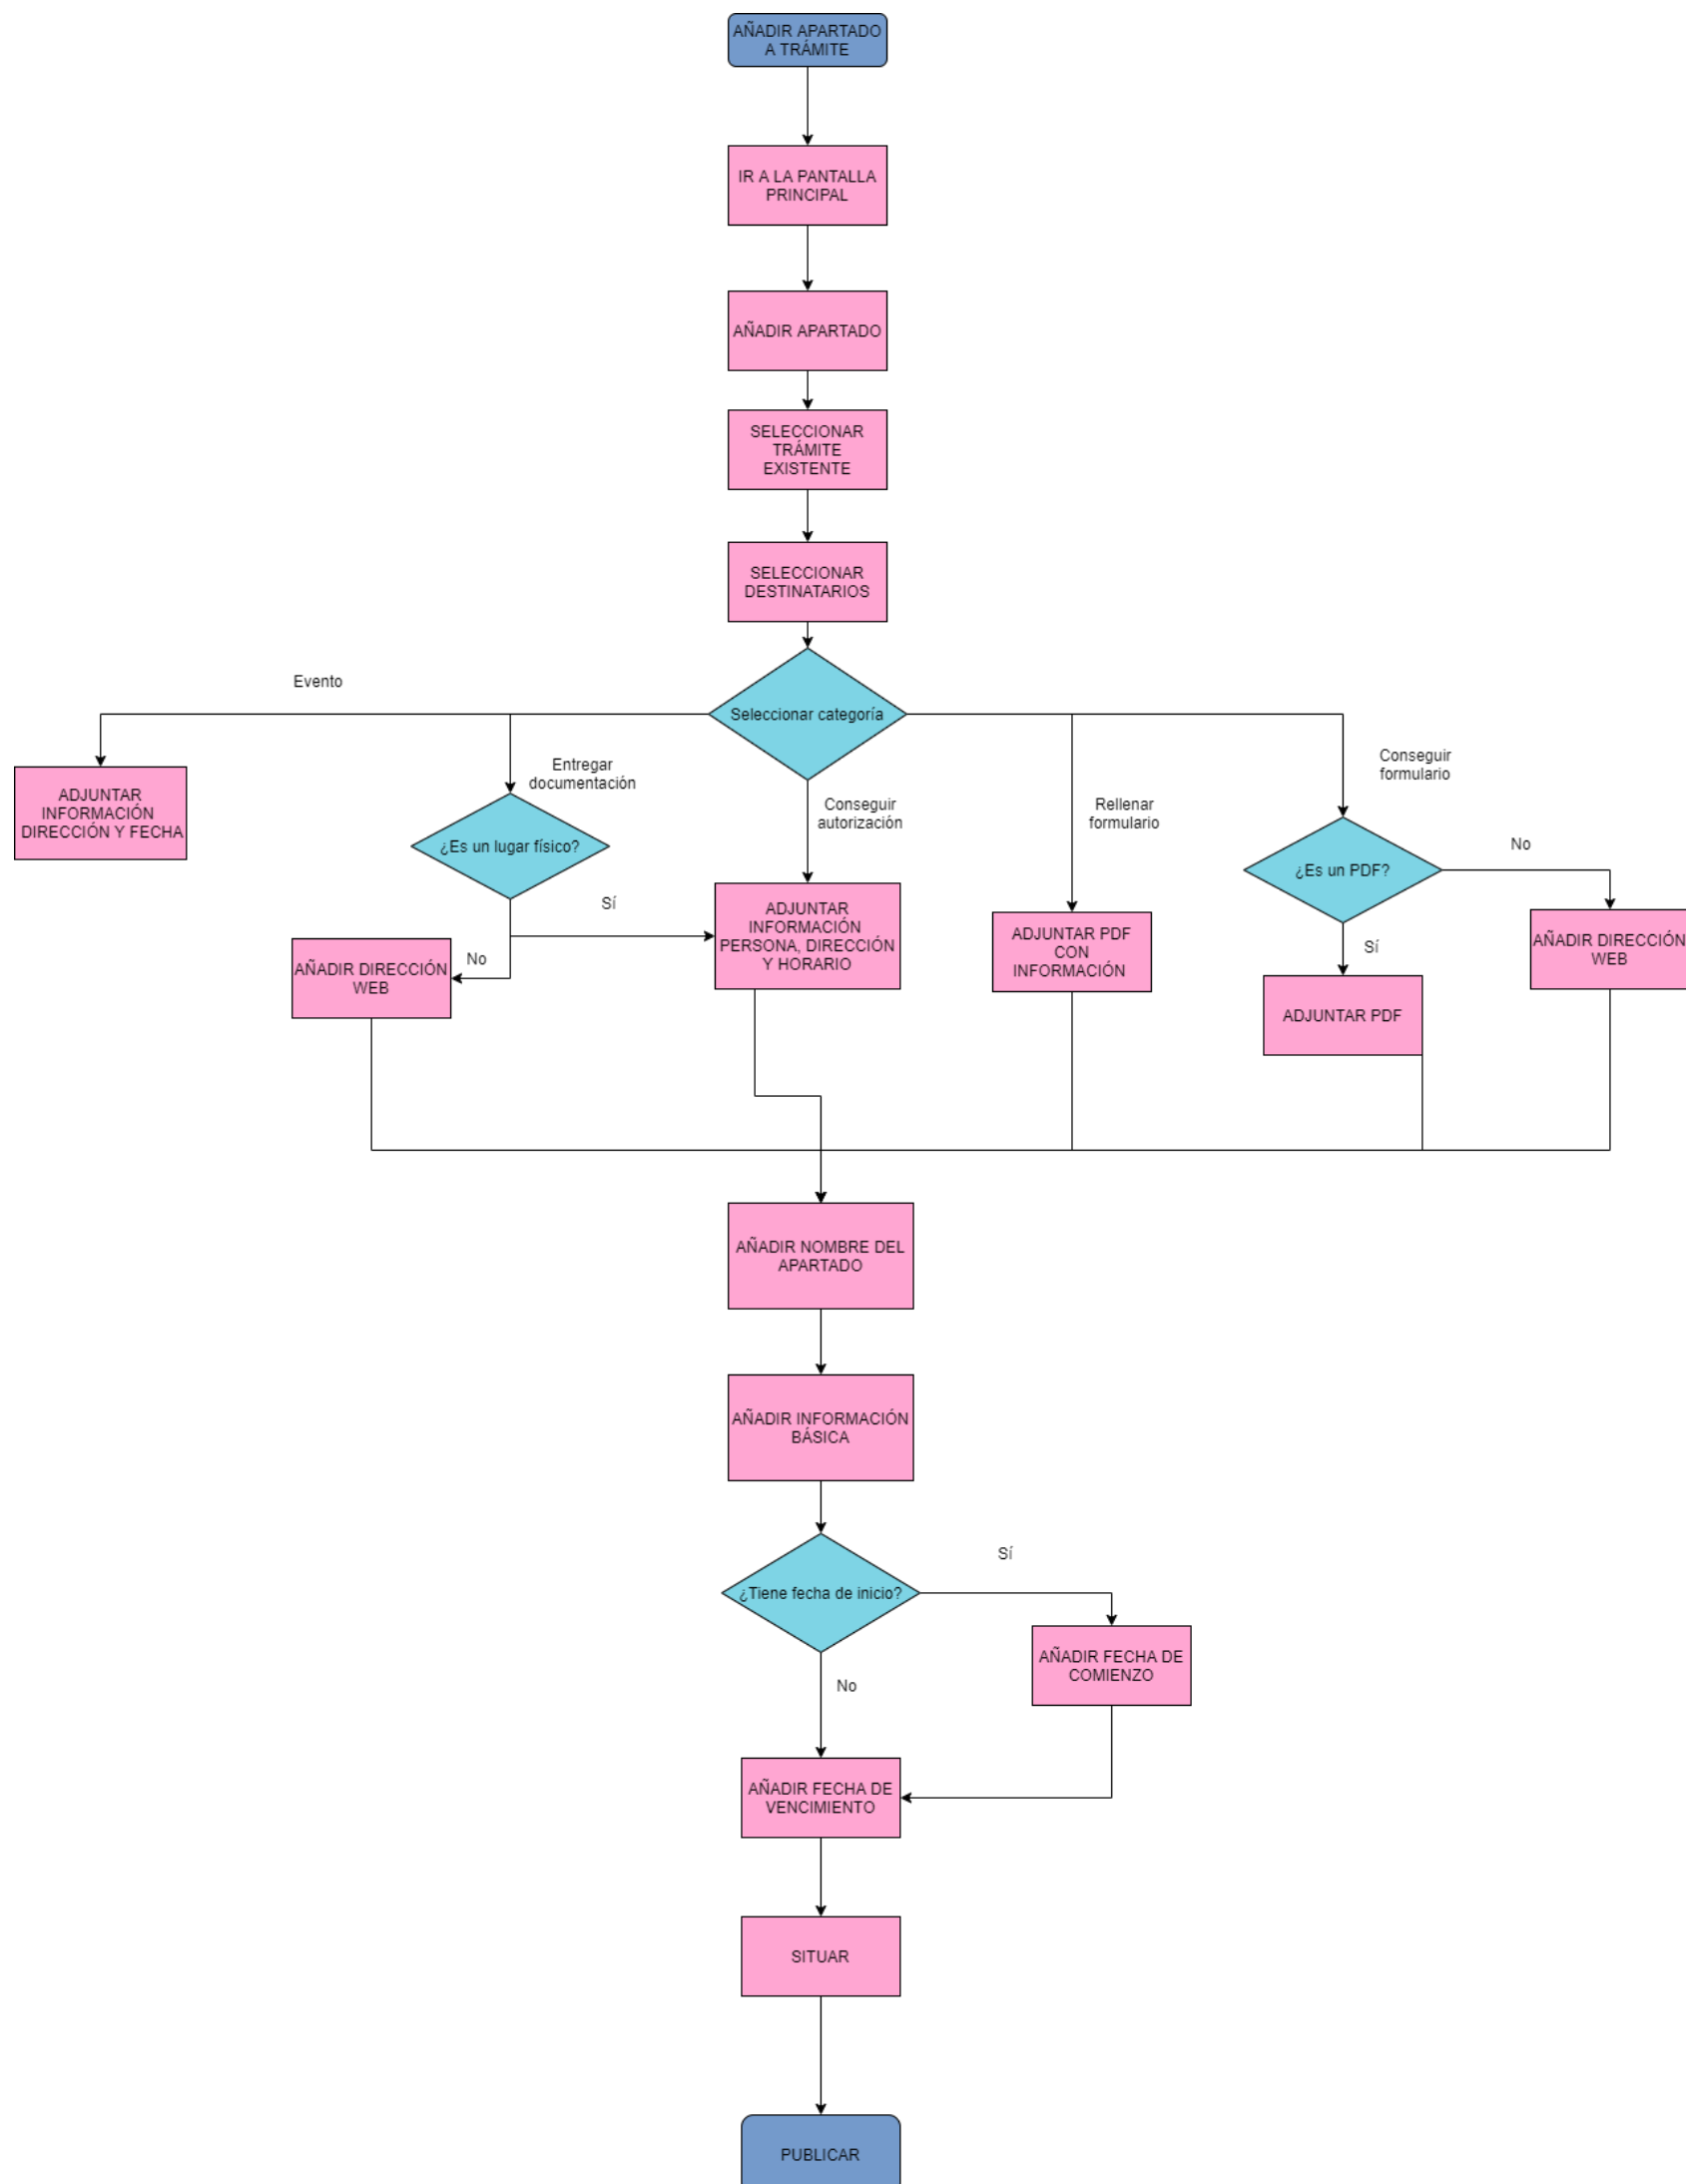 AÑADIR APARTADO
A TRÁMITE
IR A LA PANTALLA
PRINCIPAL
AÑADIR APARTADO
SELECCIONAR
TRÁMITE
EXISTENTE
SELECCIONAR
DESTINATARIOS
Evento
Seleccionar categoría
Entregar
documentación
Conseguir
autorización
Rellenar
formulario
Conseguir
formulario
ADJUNTAR
INFORMACIÓN
DIRECCIÓN Y FECHA
¿Es un lugar físico?
¿Es un PDF?
No
Sí
ADJUNTAR
INFORMACIÓN
PERSONA, DIRECCIÓN
Y HORARIO
ADJUNTAR PDF
CON
INFORMACIÓN
Sí
AÑADIR DIRECCIÓN
WEB
No
AÑADIR DIRECCIÓN
WEB
ADJUNTAR PDF
AÑADIR NOMBRE DEL
APARTADO
AÑADIR INFORMACIÓN
BÁSICA
¿Tiene fecha de inicio?
Sí
AÑADIR FECHA DE
COMIENZO
No
AÑADIR FECHA DE
VENCIMIENTO
SITUAR
PUBLICAR